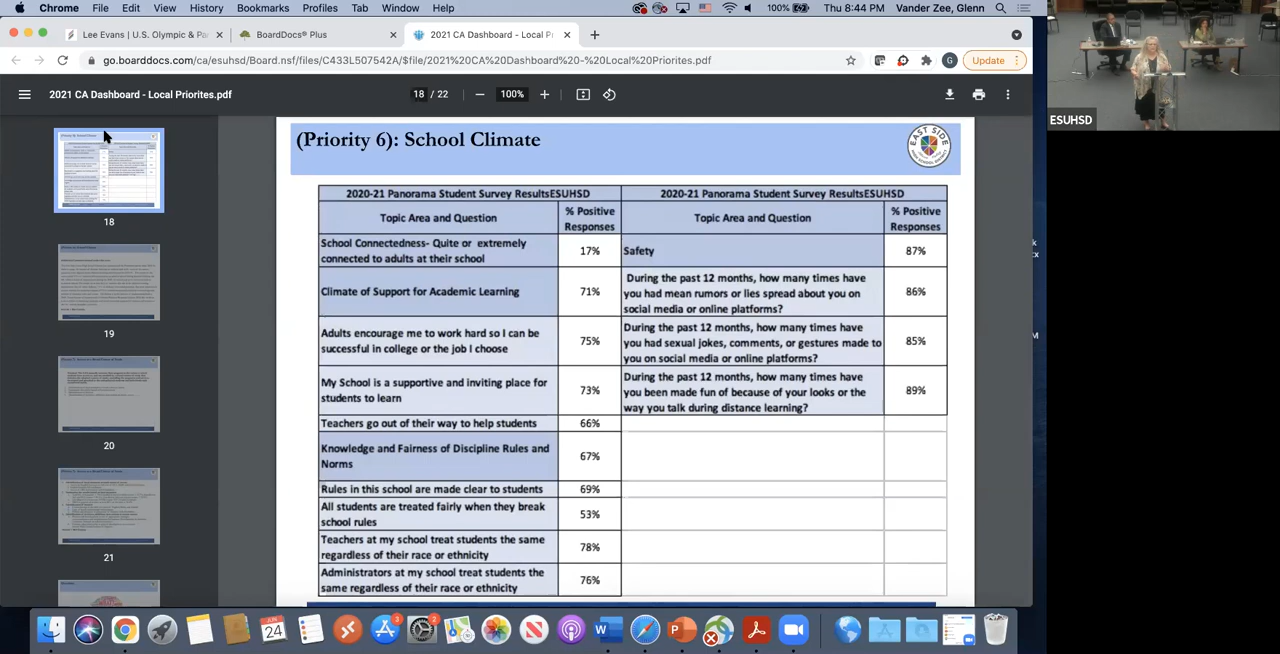 Chrome File Edit View History Bookmarks Profiles Tab Window Help 100% Thu 8:44 PM Vander Zee, Glenn
Lee Evans | U.S. Olympic & Pa
BoardDocs® Plus
2021 CA Dashboard - Local Pri
go.boarddocs.com/ca/esuhsd/Board.nsf/files/C433L507542A/$file/2021%20CA%20Dashboard%20-%20Local%20Priorites.pdf
G
Update
2021 CA Dashboard - Local Priorites.pdf
18 / 22
100%
ESUHSD
18
19
20
21
(Priority 6): School Climate
EAST SIDE
2020-21 Panorama Student Survey ResultsESUHSD
Topic Area and Question
% Positive
Responses
School Connectedness- Quite or extremely
connected to adults at their school
17%
Climate of Support for Academic Learning
71%
Adults encourage me to work hard so I can be
successful in college or the job I choose
75%
My School is a supportive and inviting place for
students to learn
73%
Teachers go out of their way to help students
66%
Knowledge and Fairness of Discipline Rules and
Norms
67%
Rules in this school are made clear to students
69%
All students are treated fairly when they break
school rules
53%
Teachers at my school treat students the same
regardless of their race or ethnicity
78%
Administrators at my school treat students the
same regardless of their race or ethnicity
76%
2020-21 Panorama Student Survey ResultsESUHSD
Topic Area and Question
% Positive
Responses
Safety
87%
During the past 12 months, how many times have
you had mean rumors or lies spread about you on
social media or online platforms?
86%
During the past 12 months, how many times have
you had sexual jokes, comments, or gestures made to
you on social media or online platforms?
85%
During the past 12 months, how many times have
you been made fun of because of your looks or the
way you talk during distance learning?
89%
JUN
24
3
2